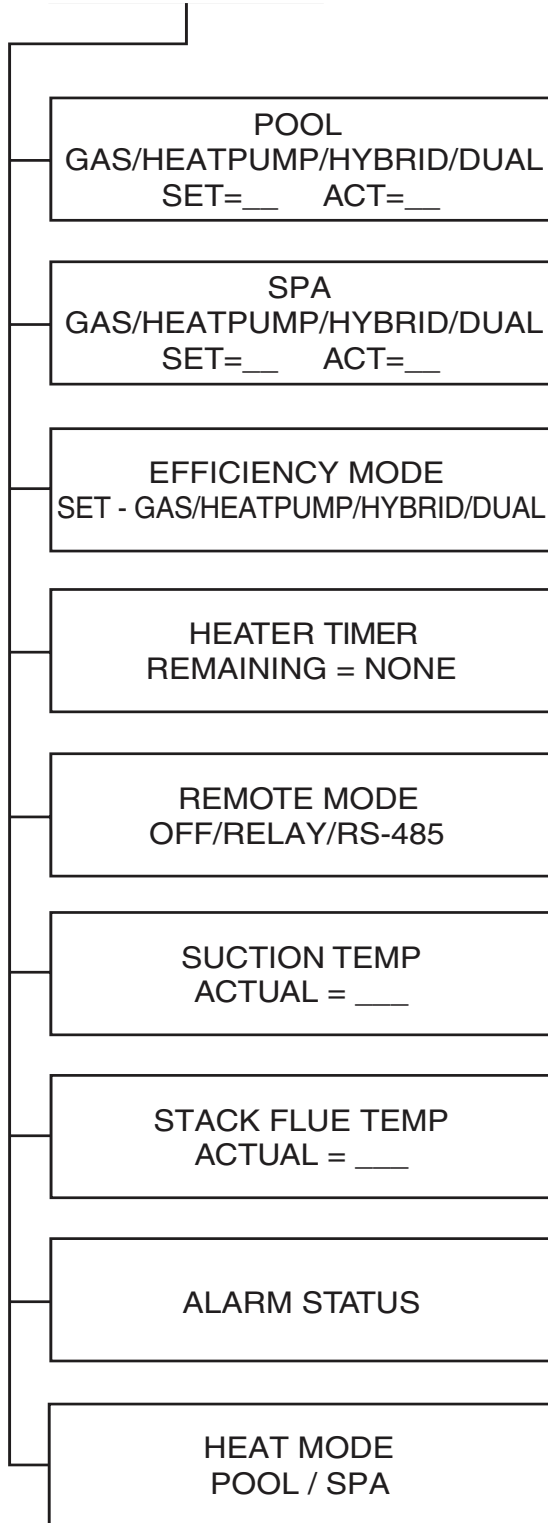 POOL
GAS/HEATPUMP/HYBRID/DUAL
SET=__ ACT=__
SPA
GAS/HEATPUMP/HYBRID/DUAL
SET=__ ACT=__
EFFICIENCY MODE
SET - GAS/HEATPUMP/HYBRID/DUAL
HEATER TIMER
REMAINING = NONE
REMOTE MODE
OFF/RELAY/RS-485
SUCTION TEMP
ACTUAL = ___
STACK FLUE TEMP
ACTUAL = ___
ALARM STATUS
HEAT MODE
POOL / SPA